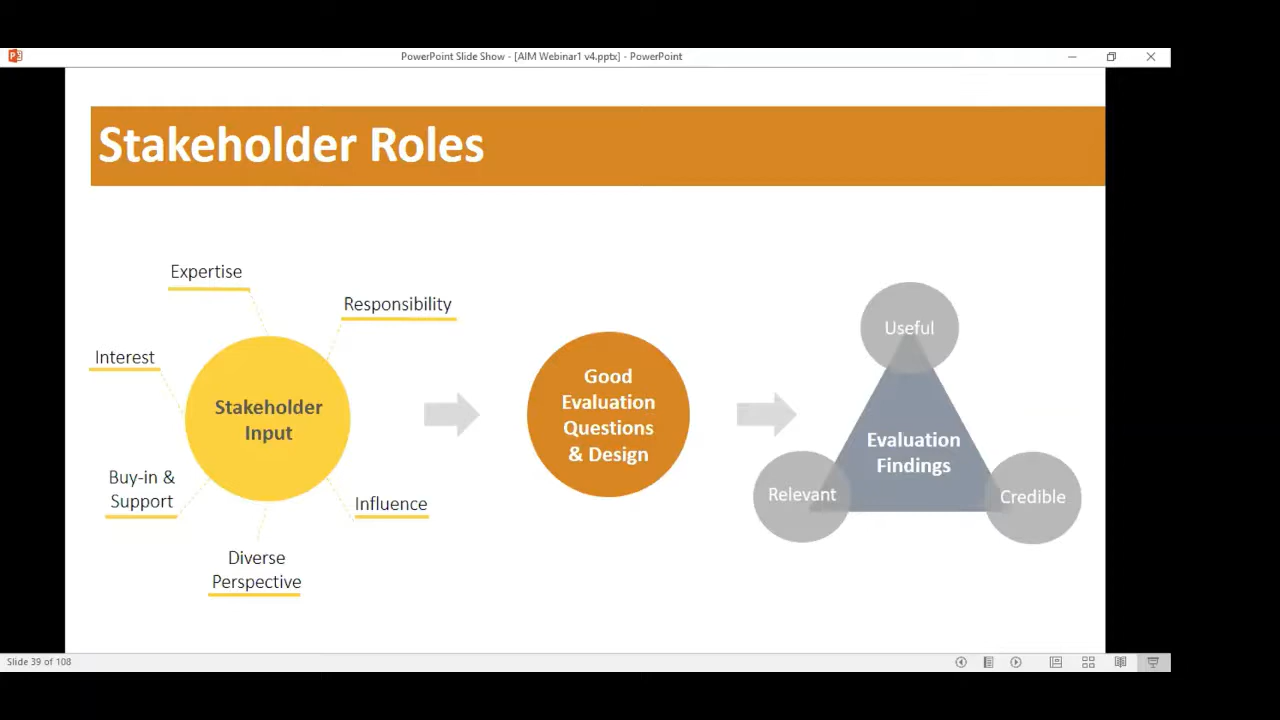 PowerPoint Slide Show - [AIM Webinar1 v4.pptx] - PowerPoint
Stakeholder Roles
Expertise
Responsibility
Interest
Stakeholder
Input
Buy-in &
Support
Influence
Diverse
Perspective
Good
Evaluation
Questions
& Design
Useful
Evaluation
Findings
Relevant
Credible
Slide 39 of 108